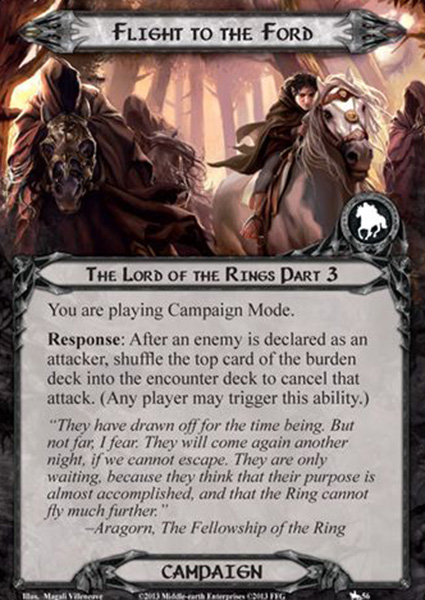 Flight to the Ford
The Lord of the Rings Part 3
You are playing Campaign Mode.
Response: After an enemy is declared as an
attacker, shuffle the top card of the burden
deck into the encounter deck to cancel that
attack. (Any player may trigger this ability.)
“They have drawn off for the time being. But
not far, I fear. They will come again another
night, if we cannot escape. They are only
waiting, because they think that their purpose is
almost accomplished, and that the Ring cannot
fly much further.”
–Aragorn, The Fellowship of the Ring
CAMPAIGN
Illus. Magali Villeneuve ©2013 Middle-earth Enterprises ©2013 FFG 56